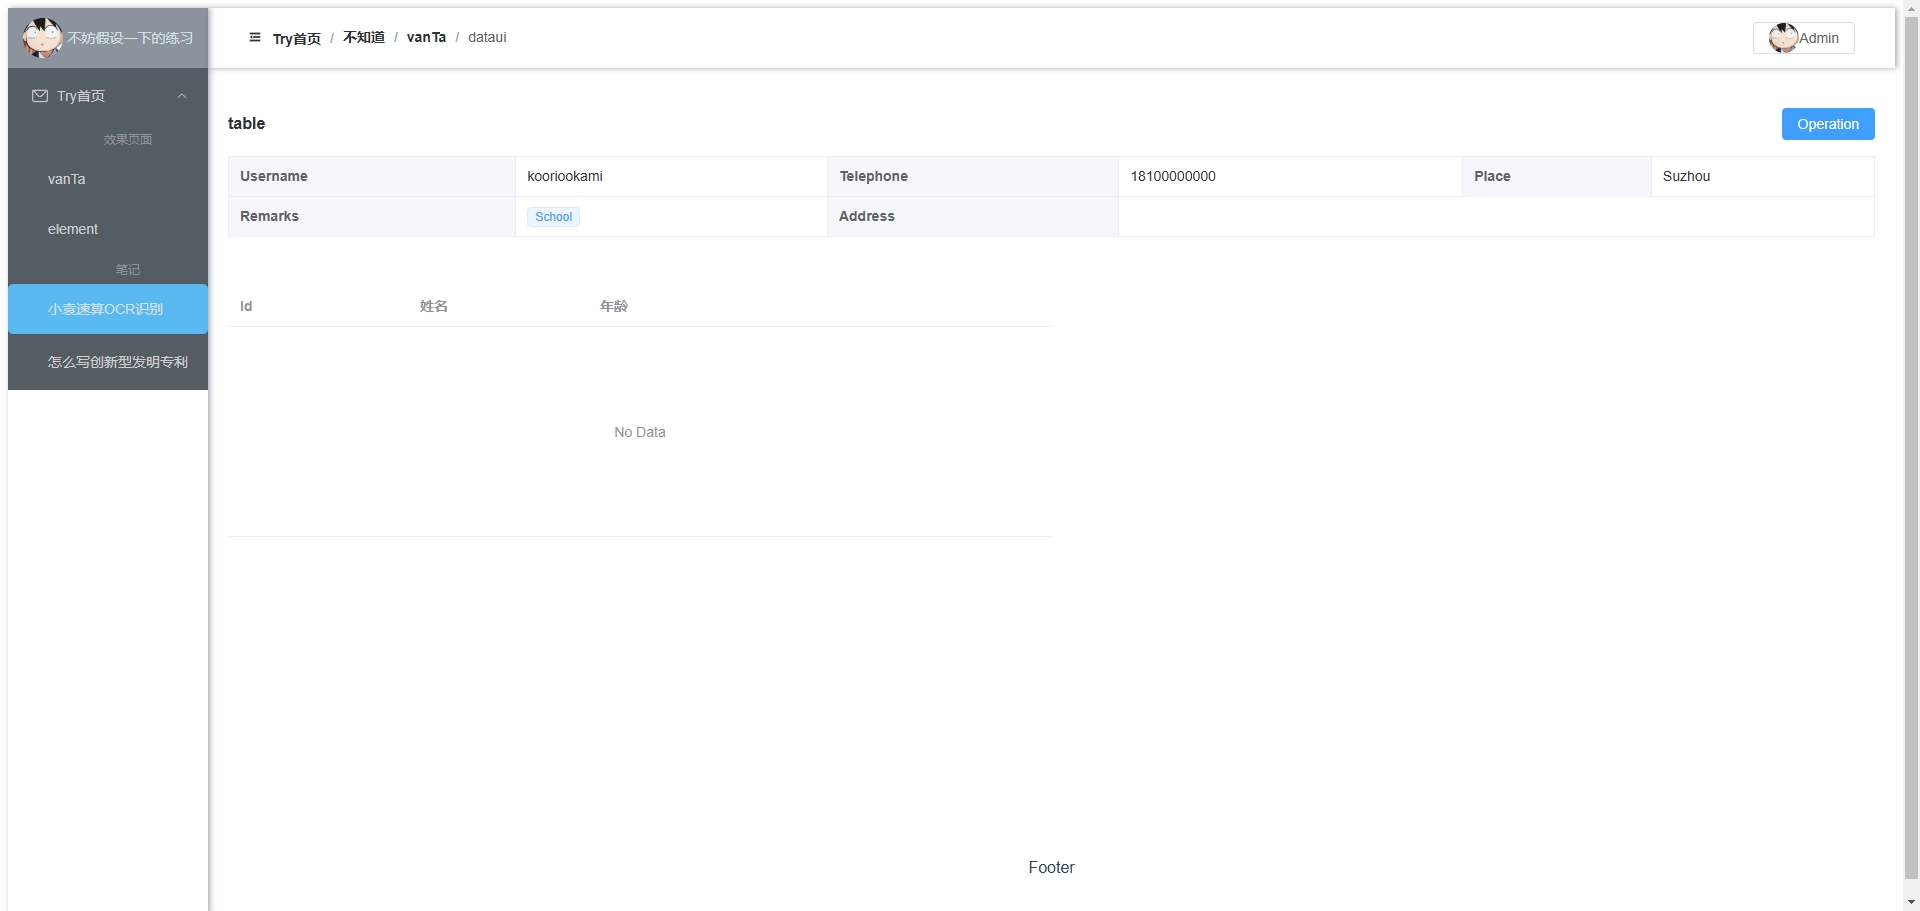 不妨假设一下的练习
Try首页 / 不知道 / vanTa / dataui
Admin
Try首页
效果页面
vanTa
element
笔记
小袁速算OCR识别
怎么写创新型发明专利
table
Operation
Username kooriookami Telephone 18100000000 Place Suzhou
Remarks School Address
Id 姓名 年龄
No Data
Footer